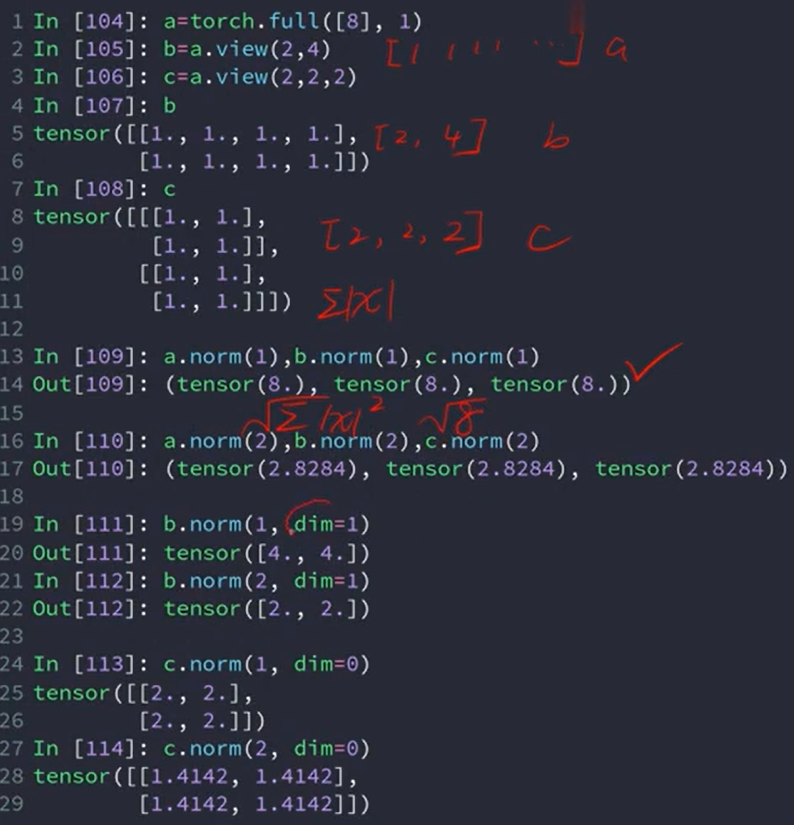 1 In [104]: a=torch.full([8], 1)
2 In [105]: b=a.view(2,4) [1 1 1 1 ...] a
3 In [106]: c=a.view(2,2,2)
4 In [107]: b
5 tensor([[1., 1., 1., 1.], [2, 4] b
6         [1., 1., 1., 1.]])
7 In [108]: c
8 tensor([[[1., 1.],
9          [1., 1.]], [2, 2, 2] c
10         [[1., 1.],
11          [1., 1.]]]) Σ|x|
12
13 In [109]: a.norm(1),b.norm(1),c.norm(1)
14 Out[109]: (tensor(8.), tensor(8.), tensor(8.)) ✓
15 √Σ|x|² √8
16 In [110]: a.norm(2),b.norm(2),c.norm(2)
17 Out[110]: (tensor(2.8284), tensor(2.8284), tensor(2.8284))
18
19 In [111]: b.norm(1, dim=1)
20 Out[111]: tensor([4., 4.])
21 In [112]: b.norm(2, dim=1)
22 Out[112]: tensor([2., 2.])
23
24 In [113]: c.norm(1, dim=0)
25 tensor([[2., 2.],
26         [2., 2.]])
27 In [114]: c.norm(2, dim=0)
28 tensor([[1.4142, 1.4142],
29         [1.4142, 1.4142]])